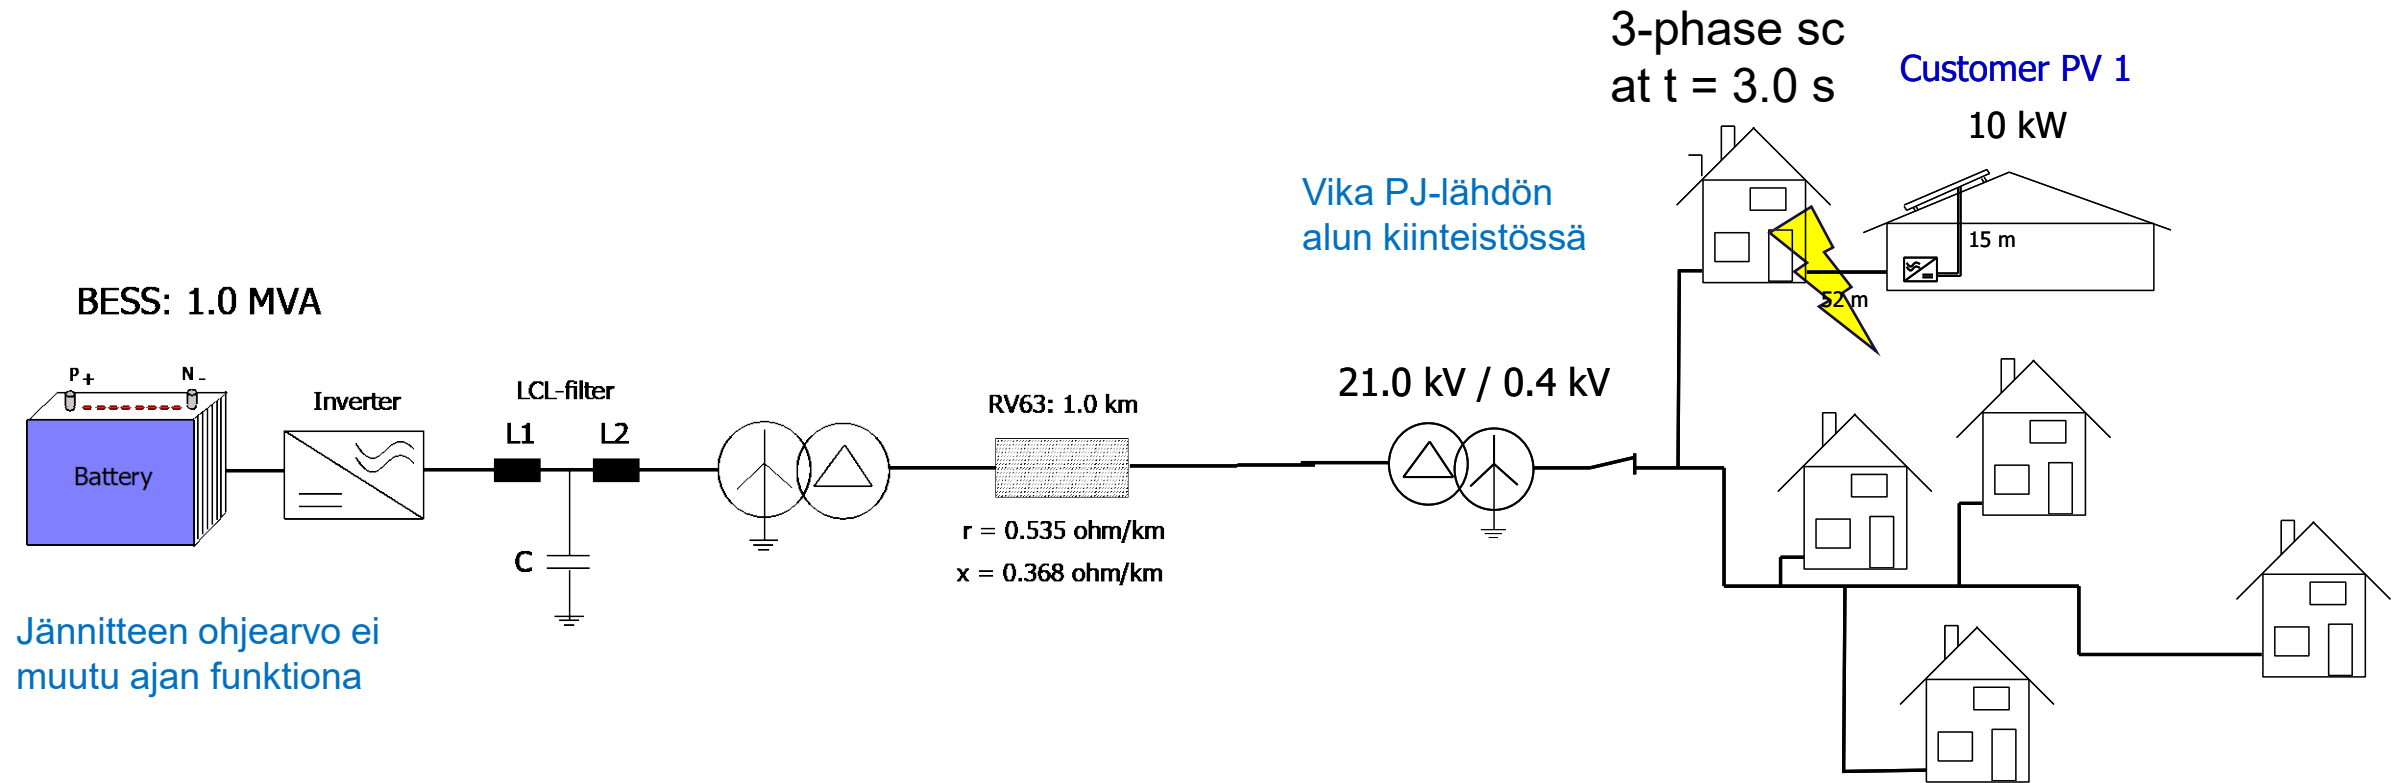 3-phase sc
at t = 3.0 s
Customer PV 1
10 kW
Vika PJ-lähdön
alun kiinteistössä
15 m
52 m
BESS: 1.0 MVA
P +
N -
Battery
Inverter
LCL-filter
L1
L2
C
RV63: 1.0 km
r = 0.535 ohm/km
x = 0.368 ohm/km
21.0 kV / 0.4 kV
Jännitteen ohjearvo ei
muutu ajan funktiona